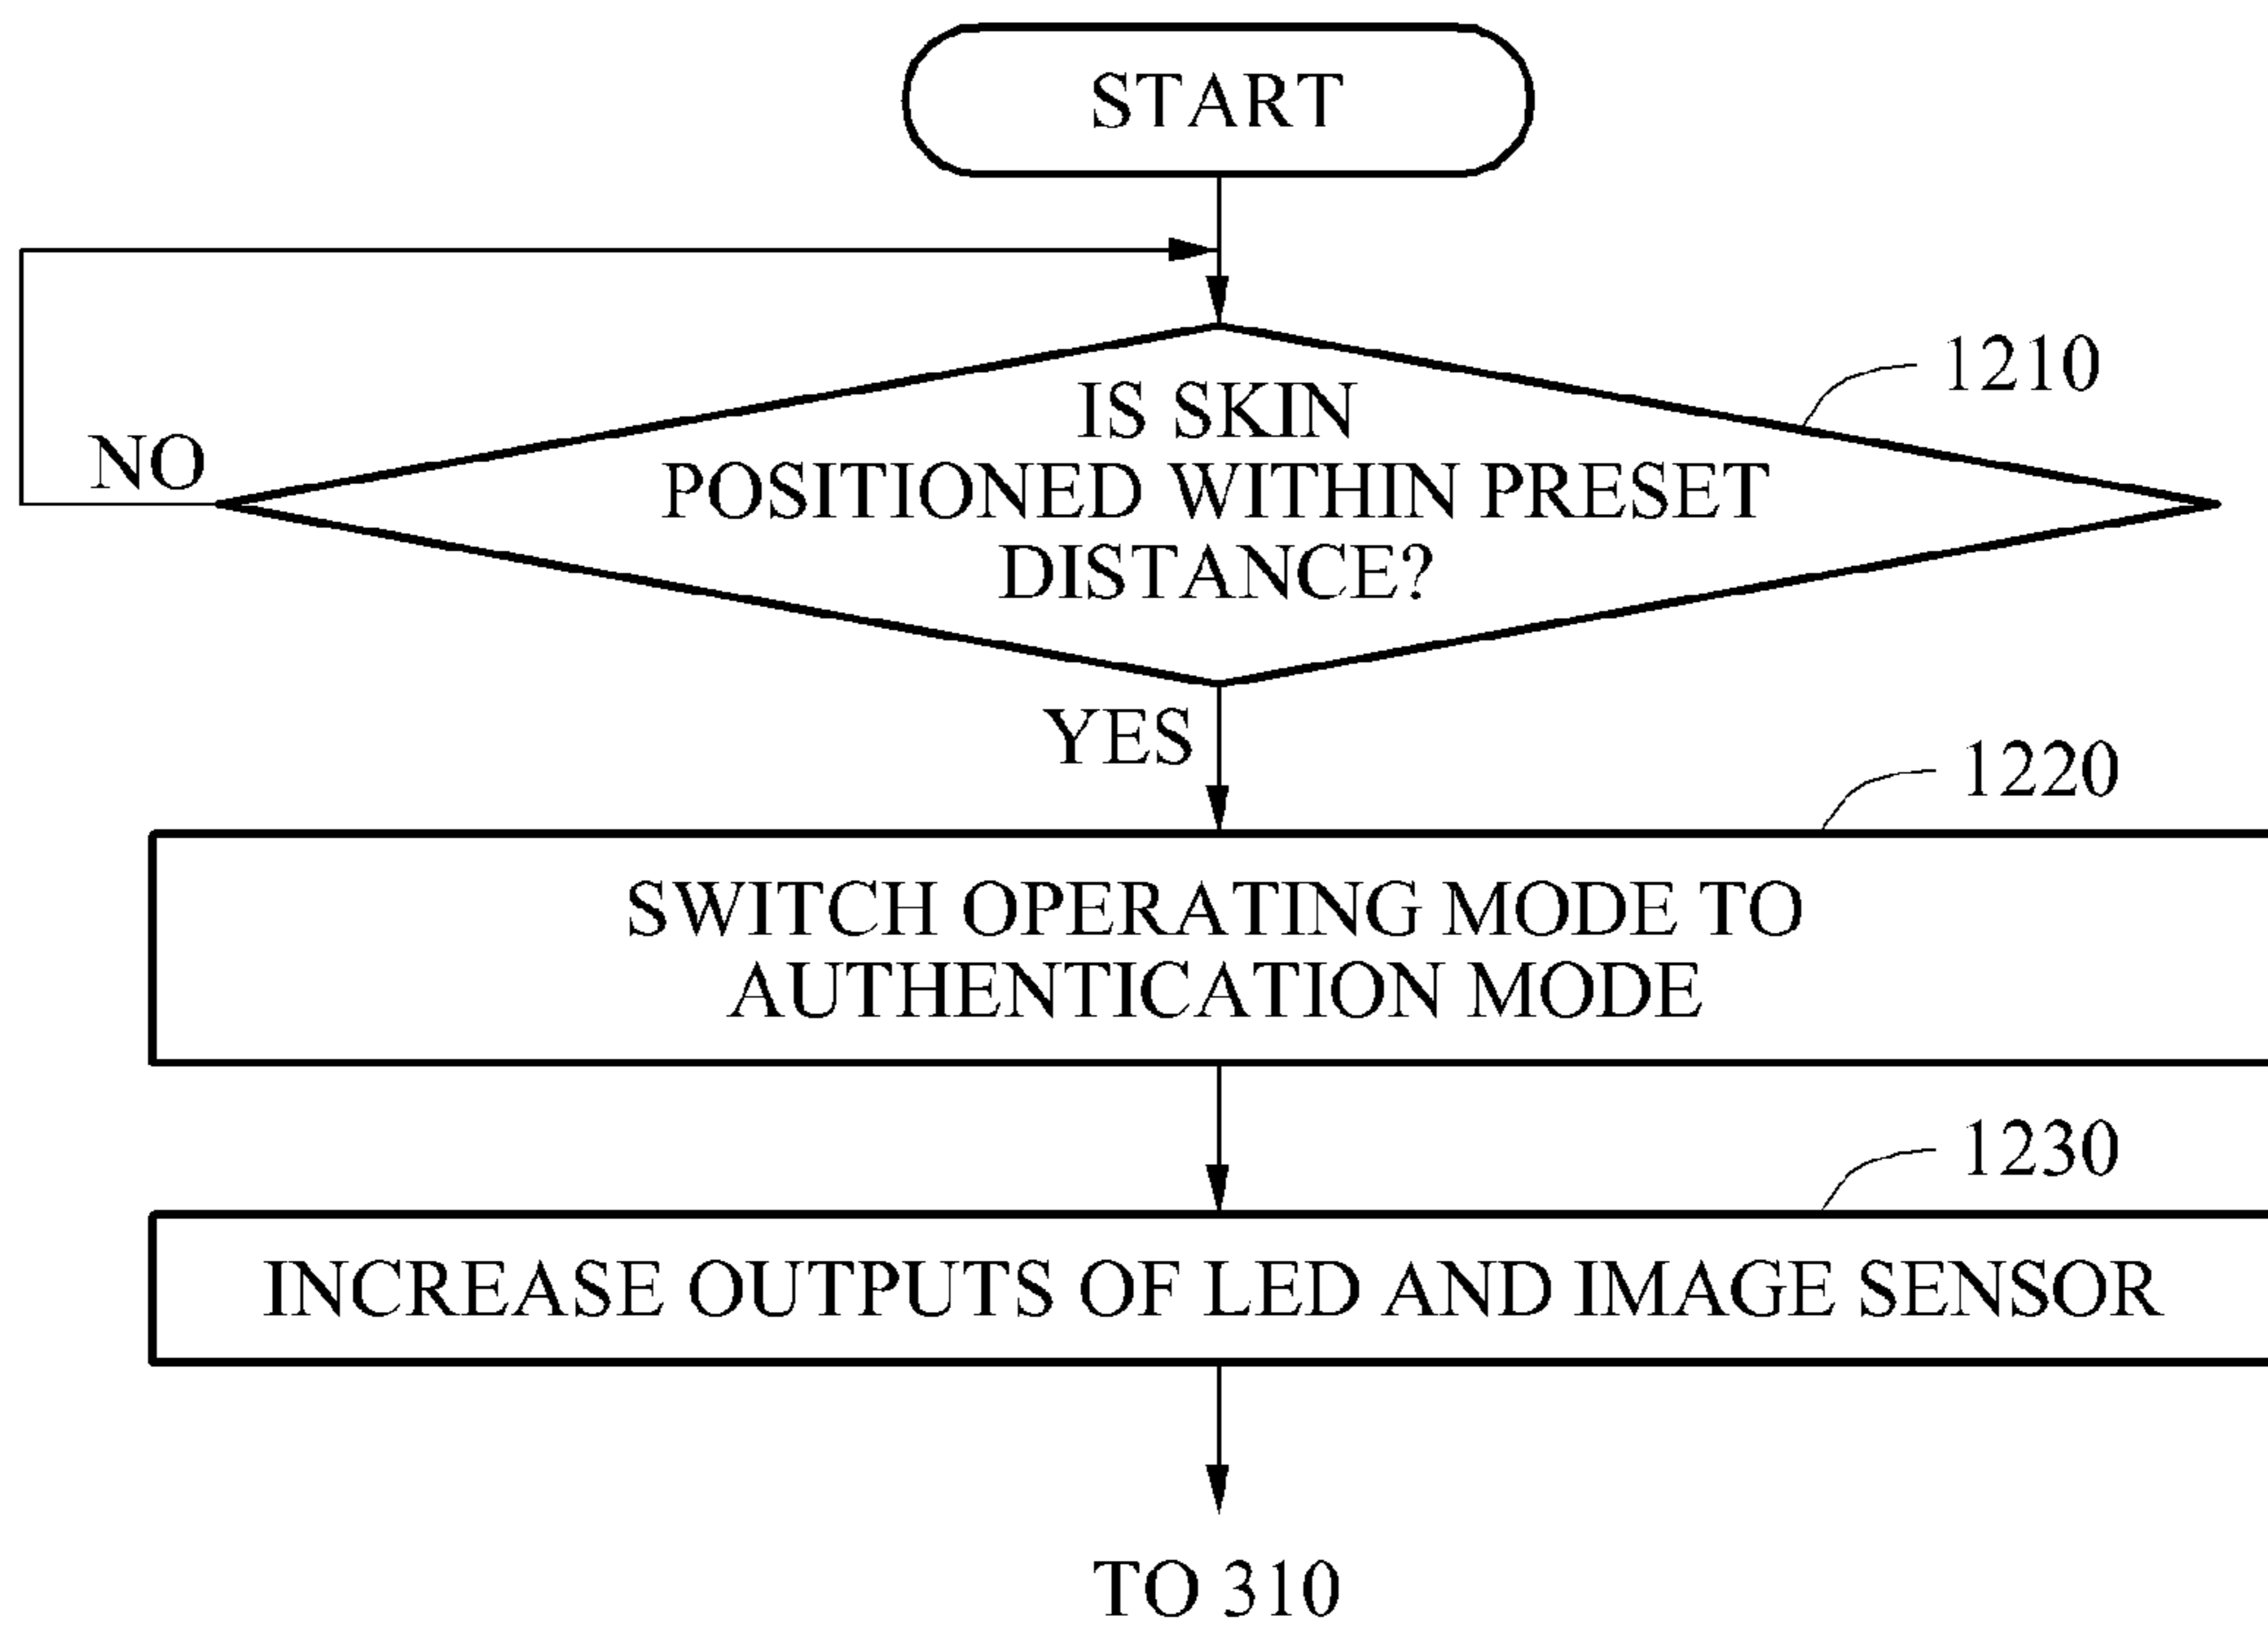 START
1210
IS SKIN
POSITIONED WITHIN PRESET
DISTANCE?
NO
YES
1220
SWITCH OPERATING MODE TO
AUTHENTICATION MODE
1230
INCREASE OUTPUTS OF LED AND IMAGE SENSOR
TO 310